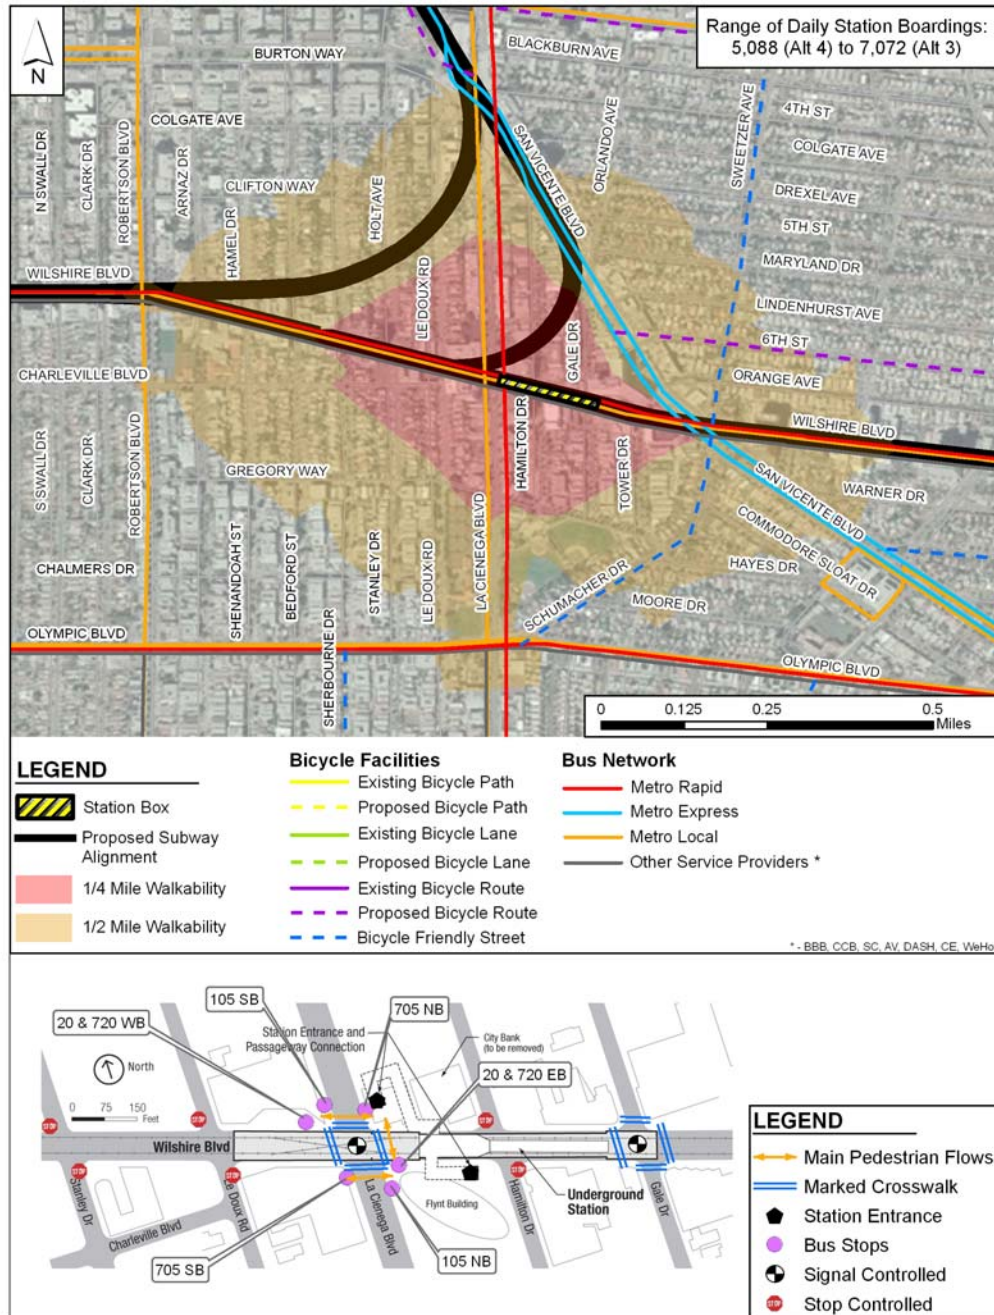 N
Range of Daily Station Boardings:
5,088 (Alt 4) to 7,072 (Alt 3)
BURTON WAY
BLACKBURN AVE
COLGATE AVE
N SWALL DR
CLARK DR
ROBERTSON BLVD
ARNAZ DR
CLIFTON WAY
HAMEL DR
HOLT AVE
SAN VICENTE BLVD
ORLANDO AVE
SWEETZER AVE
4TH ST
COLGATE AVE
DREXEL AVE
5TH ST
MARYLAND DR
WILSHIRE BLVD
LE DOUX RD
LINDENHURST AVE
6TH ST
GALE DR
CHARLEVILLE BLVD
ORANGE AVE
WILSHIRE BLVD
S SWALL DR
CLARK DR
ROBERTSON BLVD
GREGORY WAY
HAMILTON DR
TOWER DR
SAN VICENTE BLVD
WARNER DR
CHALMERS DR
SHENANDOAH ST
BEDFORD ST
STANLEY DR
LE DOUX RD
LA CIENEGA BLVD
SCHUMACHER DR
COMMODORE SLOAT DR
HAYES DR
MOORE DR
OLYMPIC BLVD
SHERBOURNE DR
OLYMPIC BLVD
0 0.125 0.25 0.5
Miles
LEGEND
Station Box
Proposed Subway
Alignment
1/4 Mile Walkability
1/2 Mile Walkability
Bicycle Facilities
Existing Bicycle Path
Proposed Bicycle Path
Existing Bicycle Lane
Proposed Bicycle Lane
Existing Bicycle Route
Proposed Bicycle Route
Bicycle Friendly Street
Bus Network
Metro Rapid
Metro Express
Metro Local
Other Service Providers *
* - BBB, CCB, SC, AV, DASH, CE, WeHo
105 SB
705 NB
20 & 720 WB
Station Entrance and
Passageway Connection
City Bank
(to be removed)
20 & 720 EB
North
0 75 150
Feet
STOP
STOP
STOP
Wilshire Blvd
STOP
STOP
STOP
Stanley Dr
Le Doux Rd
Charleville Blvd
La Cienega Blvd
Flynt Building
Hamilton Dr
Underground
Station
Gale Dr
705 SB
105 NB
LEGEND
Main Pedestrian Flows
Marked Crosswalk
Station Entrance
Bus Stops
Signal Controlled
STOP
Stop Controlled